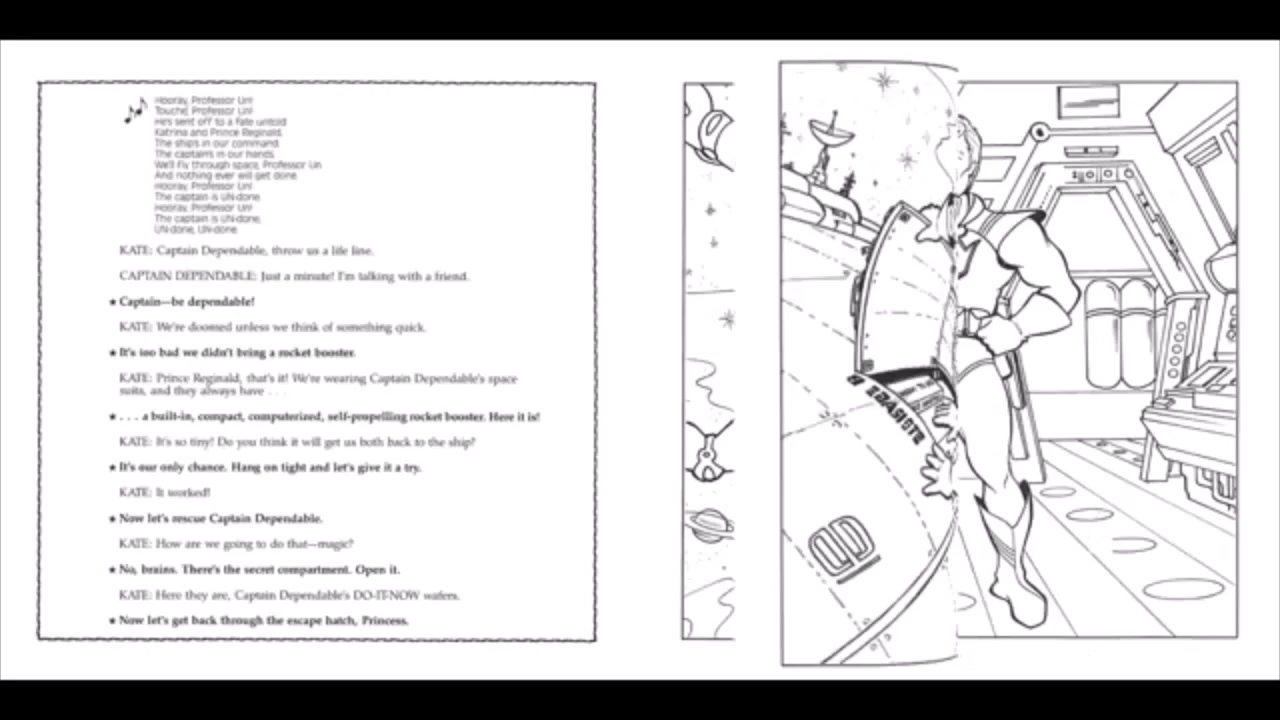 Hooray, Professor Un!
Touche, Professor Un!
He's sent off to a fate untold
Katrina and Prince Reginald.
The ship's in our command.
The captain's in our hands.
We'll fly through space, Professor Un
And nothing ever will get done.
Hooray, Professor Un!
The captain is UN-done.
Hooray, Professor Un!
The captain is UN-done,
UN-done, UN-done.
KATE: Captain Dependable, throw us a life line.
CAPTAIN DEPENDABLE: Just a minute! I'm talking with a friend.
★ Captain—be dependable!
KATE: We're doomed unless we think of something quick.
★ It's too bad we didn't bring a rocket booster.
KATE: Prince Reginald, that's it! We're wearing Captain Dependable's space
suits, and they always have . . .
★ . . . a built-in, compact, computerized, self-propelling rocket booster. Here it is!
KATE: It's so tiny! Do you think it will get us both back to the ship?
★ It's our only chance. Hang on tight and let's give it a try.
KATE: It worked!
★ Now let's rescue Captain Dependable.
KATE: How are we going to do that—magic?
★ No, brains. There's the secret compartment. Open it.
KATE: Here they are, Captain Dependable's DO-IT-NOW wafers.
★ Now let's get back through the escape hatch, Princess.